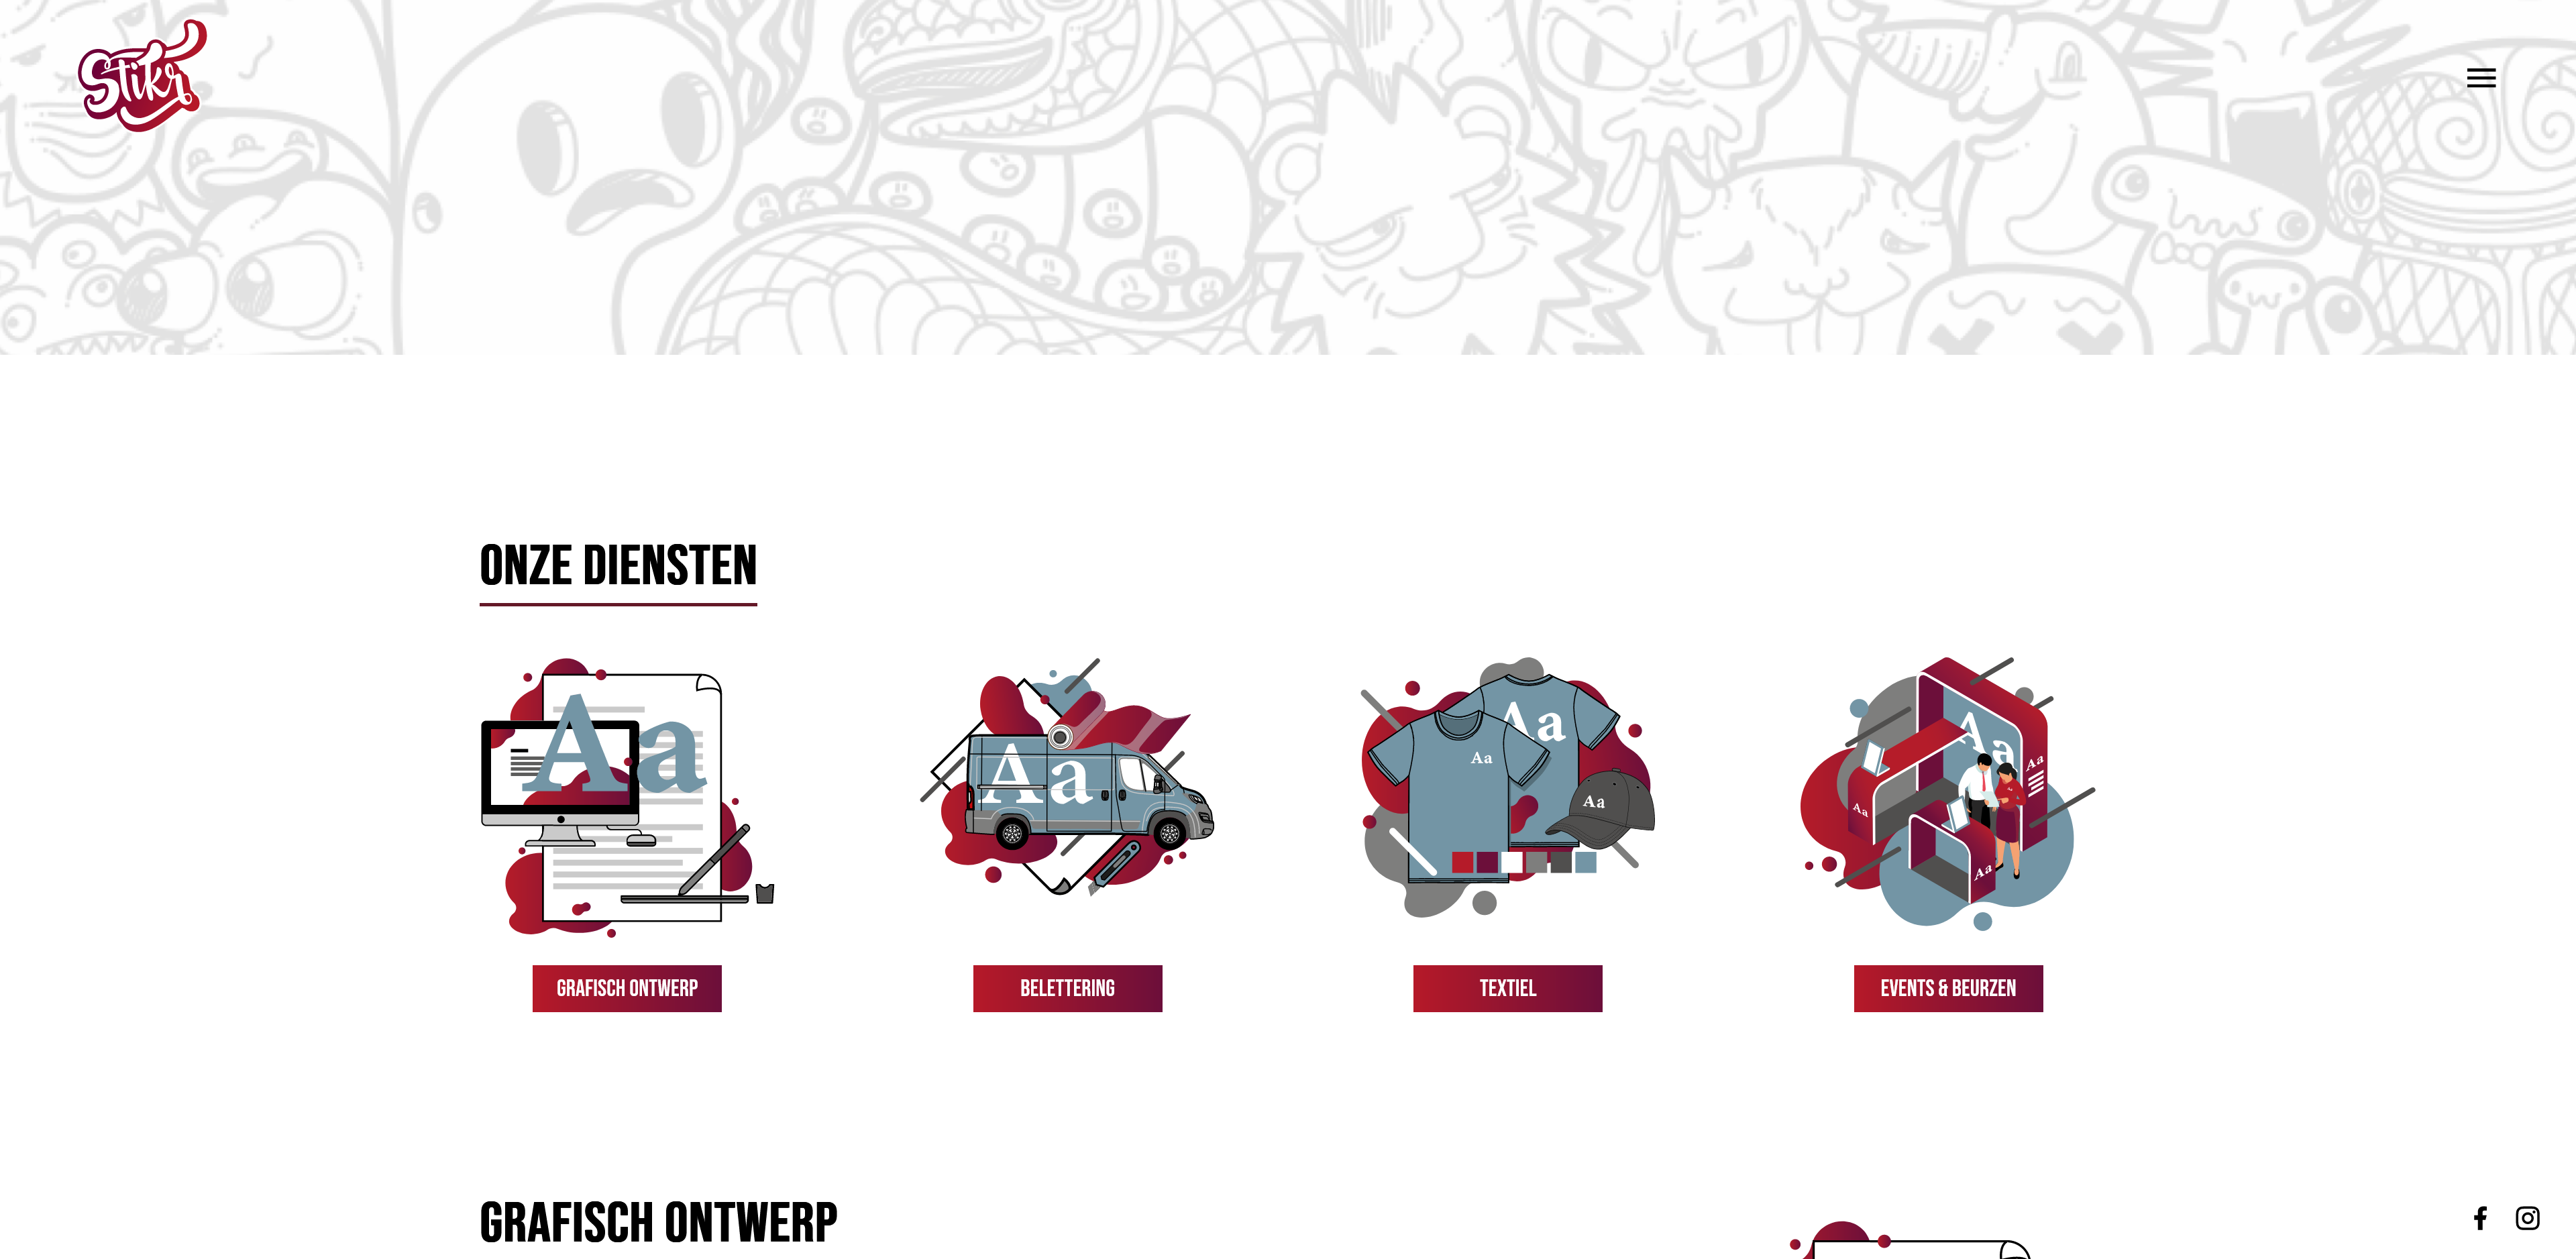 Stikr
ONZE DIENSTEN
Aa
Aa
Aa
Aa
Aa
Aa
Aa
Aa
Aa
GRAFISCH ONTWERP
BELETTERING
TEXTIEL
EVENTS & BEURZEN
GRAFISCH ONTWERP